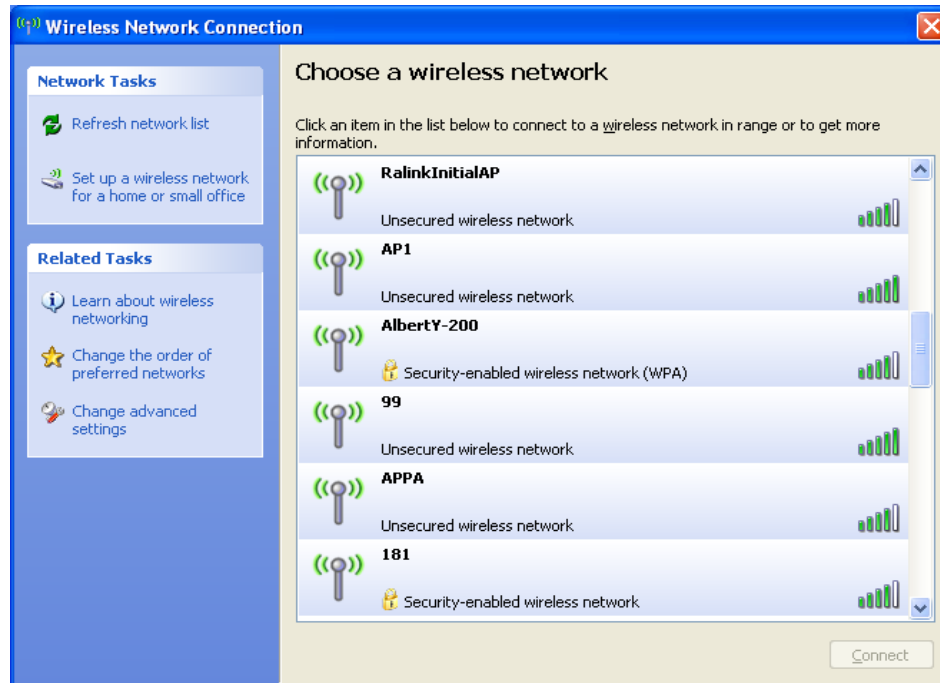 Wireless Network Connection
Network Tasks
Refresh network list
Set up a wireless network
for a home or small office
Related Tasks
Learn about wireless
networking
Change the order of
preferred networks
Change advanced
settings
Choose a wireless network
Click an item in the list below to connect to a wireless network in range or to get more
information.
RalinkInitialAP
Unsecured wireless network
AP1
Unsecured wireless network
AlbertY-200
Security-enabled wireless network (WPA)
99
Unsecured wireless network
APPA
Unsecured wireless network
181
Security-enabled wireless network
Connect